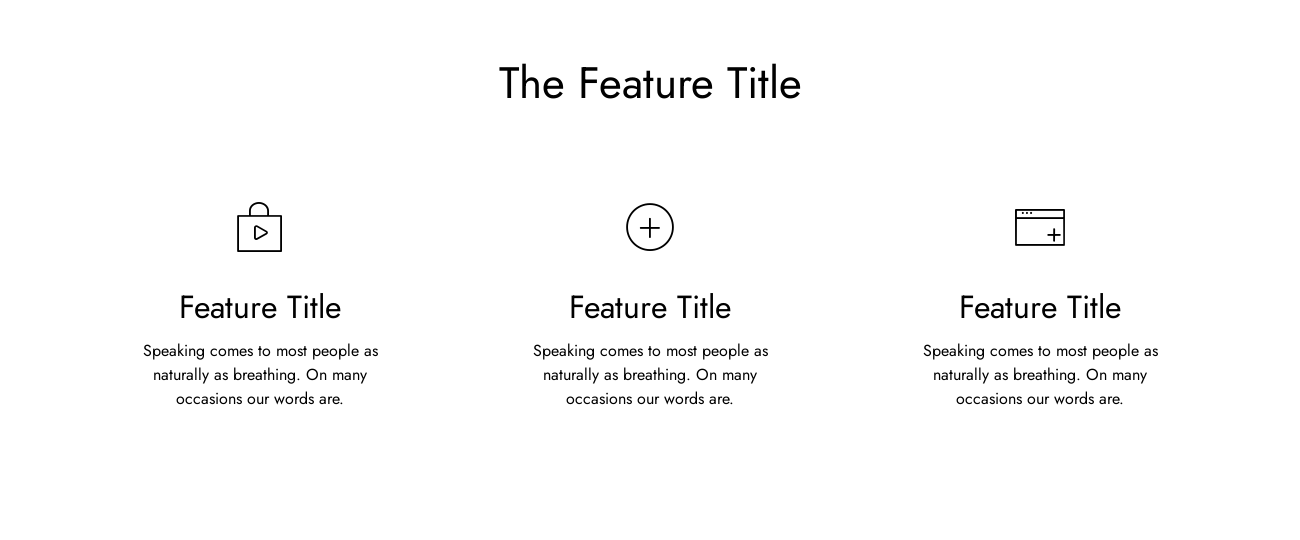 The Feature Title
Feature Title
Speaking comes to most people as
naturally as breathing. On many
occasions our words are.
Feature Title
Speaking comes to most people as
naturally as breathing. On many
occasions our words are.
Feature Title
Speaking comes to most people as
naturally as breathing. On many
occasions our words are.